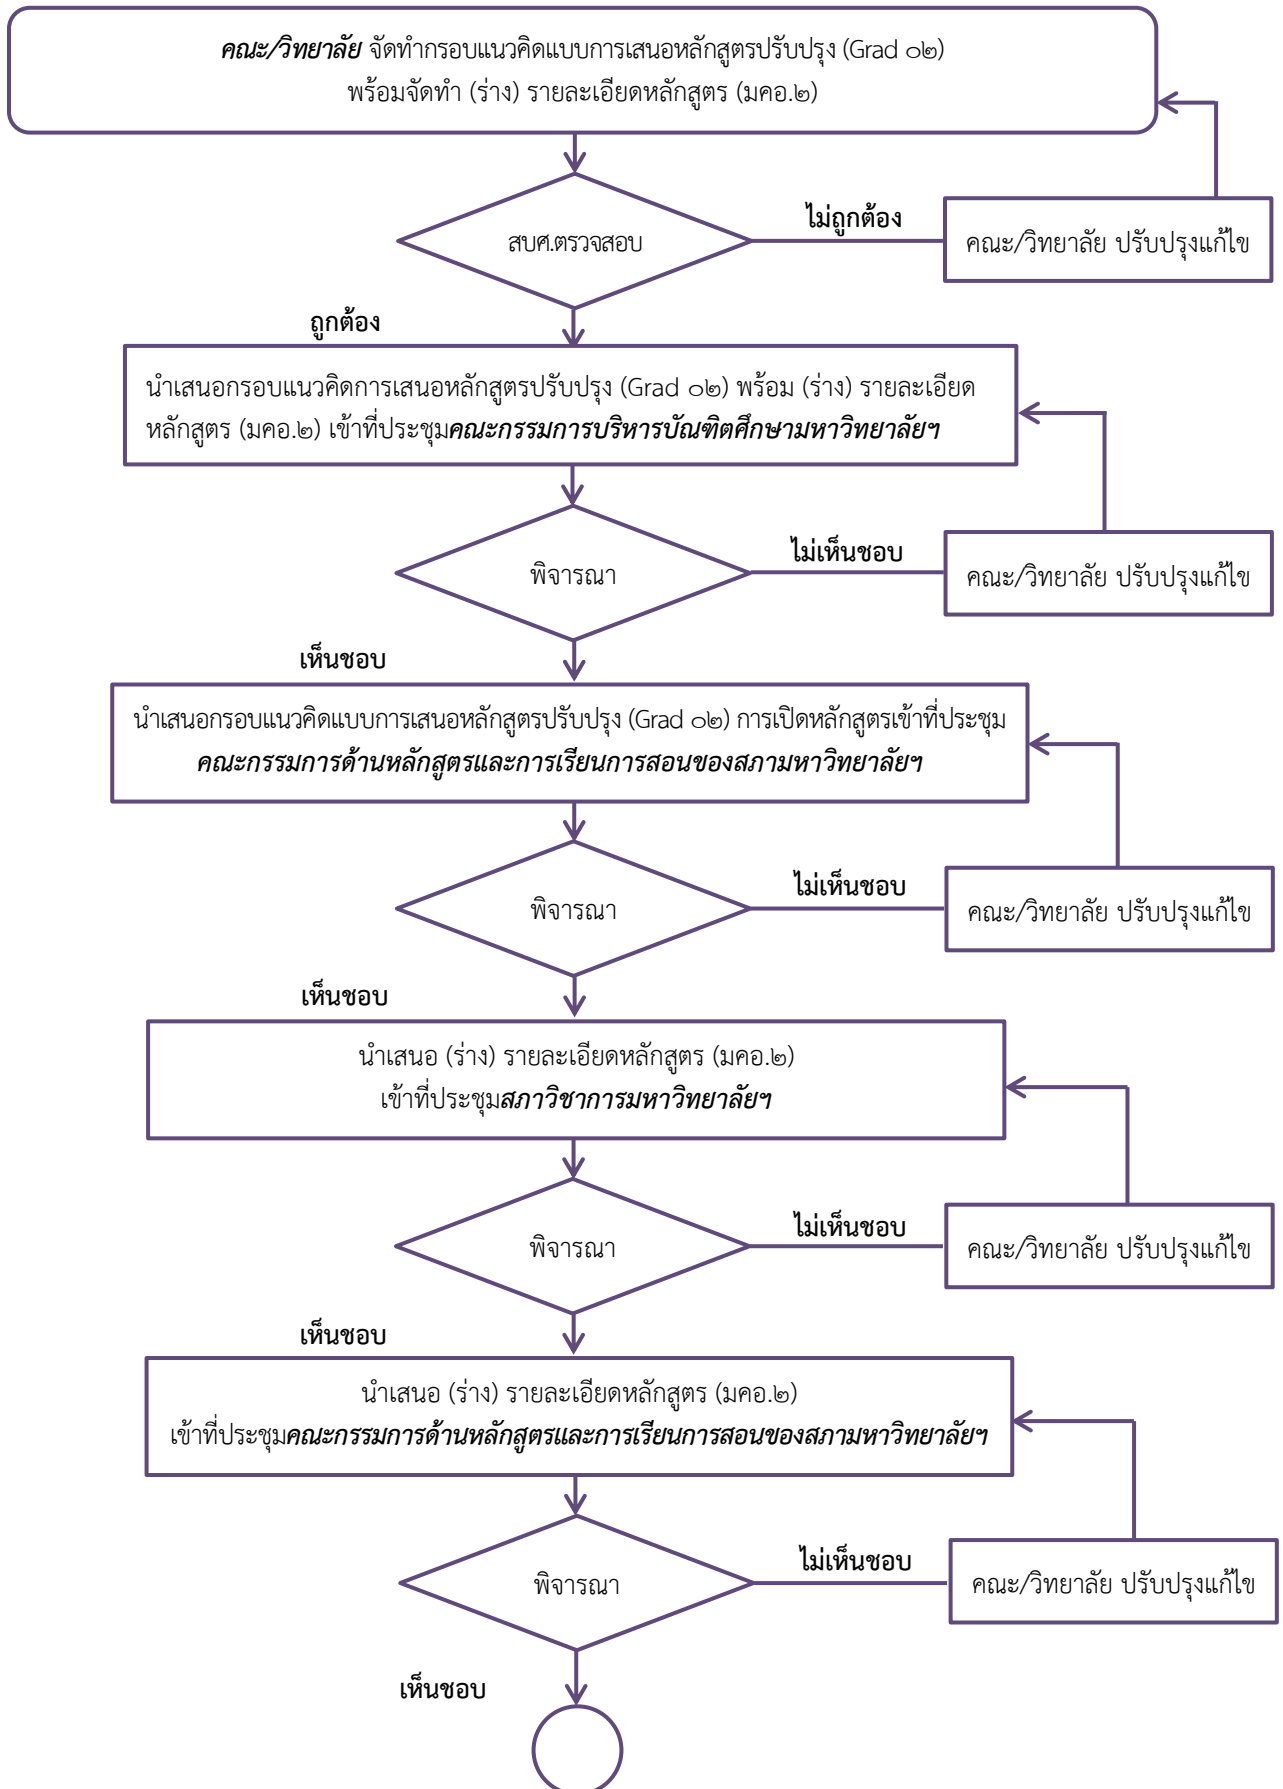 คณะ/วิทยาลัย จัดทำกรอบแนวคิดแบบการเสนอหลักสูตรปรับปรุง (Grad ๐๒)
พร้อมจัดทำ (ร่าง) รายละเอียดหลักสูตร (มคอ.๒)
สบศ.ตรวจสอบ
ไม่ถูกต้อง
คณะ/วิทยาลัย ปรับปรุงแก้ไข
ถูกต้อง
นำเสนอกรอบแนวคิดการเสนอหลักสูตรปรับปรุง (Grad ๐๒) พร้อม (ร่าง) รายละเอียด
หลักสูตร (มคอ.๒) เข้าที่ประชุมคณะกรรมการบริหารบัณฑิตศึกษามหาวิทยาลัยฯ
พิจารณา
ไม่เห็นชอบ
คณะ/วิทยาลัย ปรับปรุงแก้ไข
เห็นชอบ
นำเสนอกรอบแนวคิดแบบการเสนอหลักสูตรปรับปรุง (Grad ๐๒) การเปิดหลักสูตรเข้าที่ประชุม
คณะกรรมการด้านหลักสูตรและการเรียนการสอนของสภามหาวิทยาลัยฯ
พิจารณา
ไม่เห็นชอบ
คณะ/วิทยาลัย ปรับปรุงแก้ไข
เห็นชอบ
นำเสนอ (ร่าง) รายละเอียดหลักสูตร (มคอ.๒)
เข้าที่ประชุมสภาวิชาการมหาวิทยาลัยฯ
พิจารณา
ไม่เห็นชอบ
คณะ/วิทยาลัย ปรับปรุงแก้ไข
เห็นชอบ
นำเสนอ (ร่าง) รายละเอียดหลักสูตร (มคอ.๒)
เข้าที่ประชุมคณะกรรมการด้านหลักสูตรและการเรียนการสอนของสภามหาวิทยาลัยฯ
พิจารณา
ไม่เห็นชอบ
คณะ/วิทยาลัย ปรับปรุงแก้ไข
เห็นชอบ